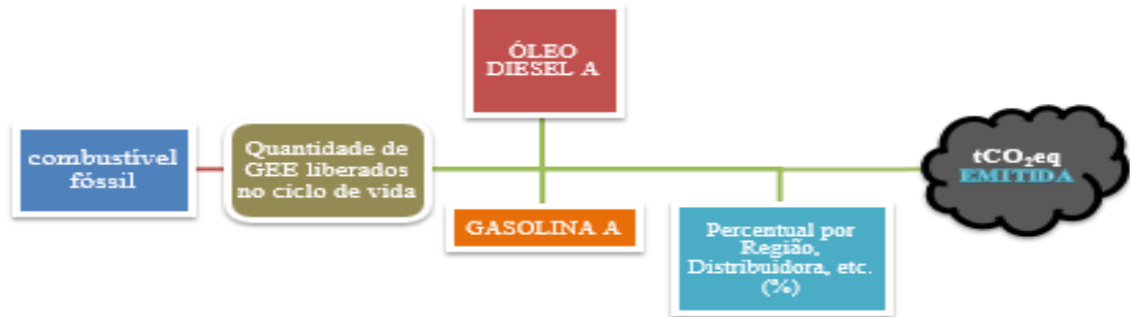 combustível
fóssil
Quantidade de
GEE liberados
no ciclo de vida
ÓLEO
DIESEL A
GASOLINA A
Percentual por
Região,
Distribuidora, etc.
(%)
tCO₂eq
EMITIDA